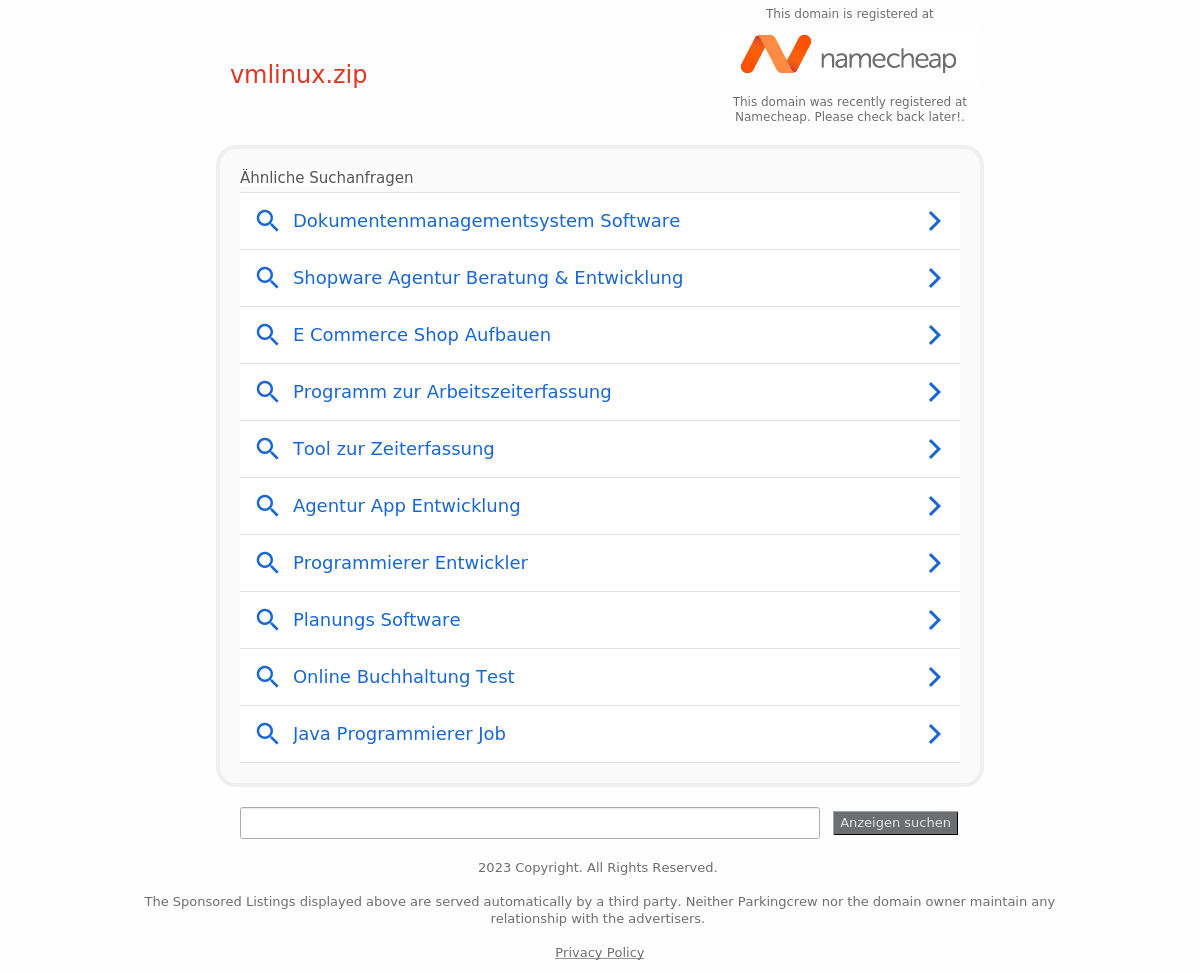 This domain is registered at
namecheap
vmlinux.zip
This domain was recently registered at
Namecheap. Please check back later!.
Ähnliche Suchanfragen
Dokumentenmanagementsystem Software
Shopware Agentur Beratung & Entwicklung
E Commerce Shop Aufbauen
Programm zur Arbeitszeiterfassung
Tool zur Zeiterfassung
Agentur App Entwicklung
Programmierer Entwickler
Planungs Software
Online Buchhaltung Test
Java Programmierer Job
Anzeigen suchen
2023 Copyright. All Rights Reserved.
The Sponsored Listings displayed above are served automatically by a third party. Neither Parkingcrew nor the domain owner maintain any
relationship with the advertisers.
Privacy Policy